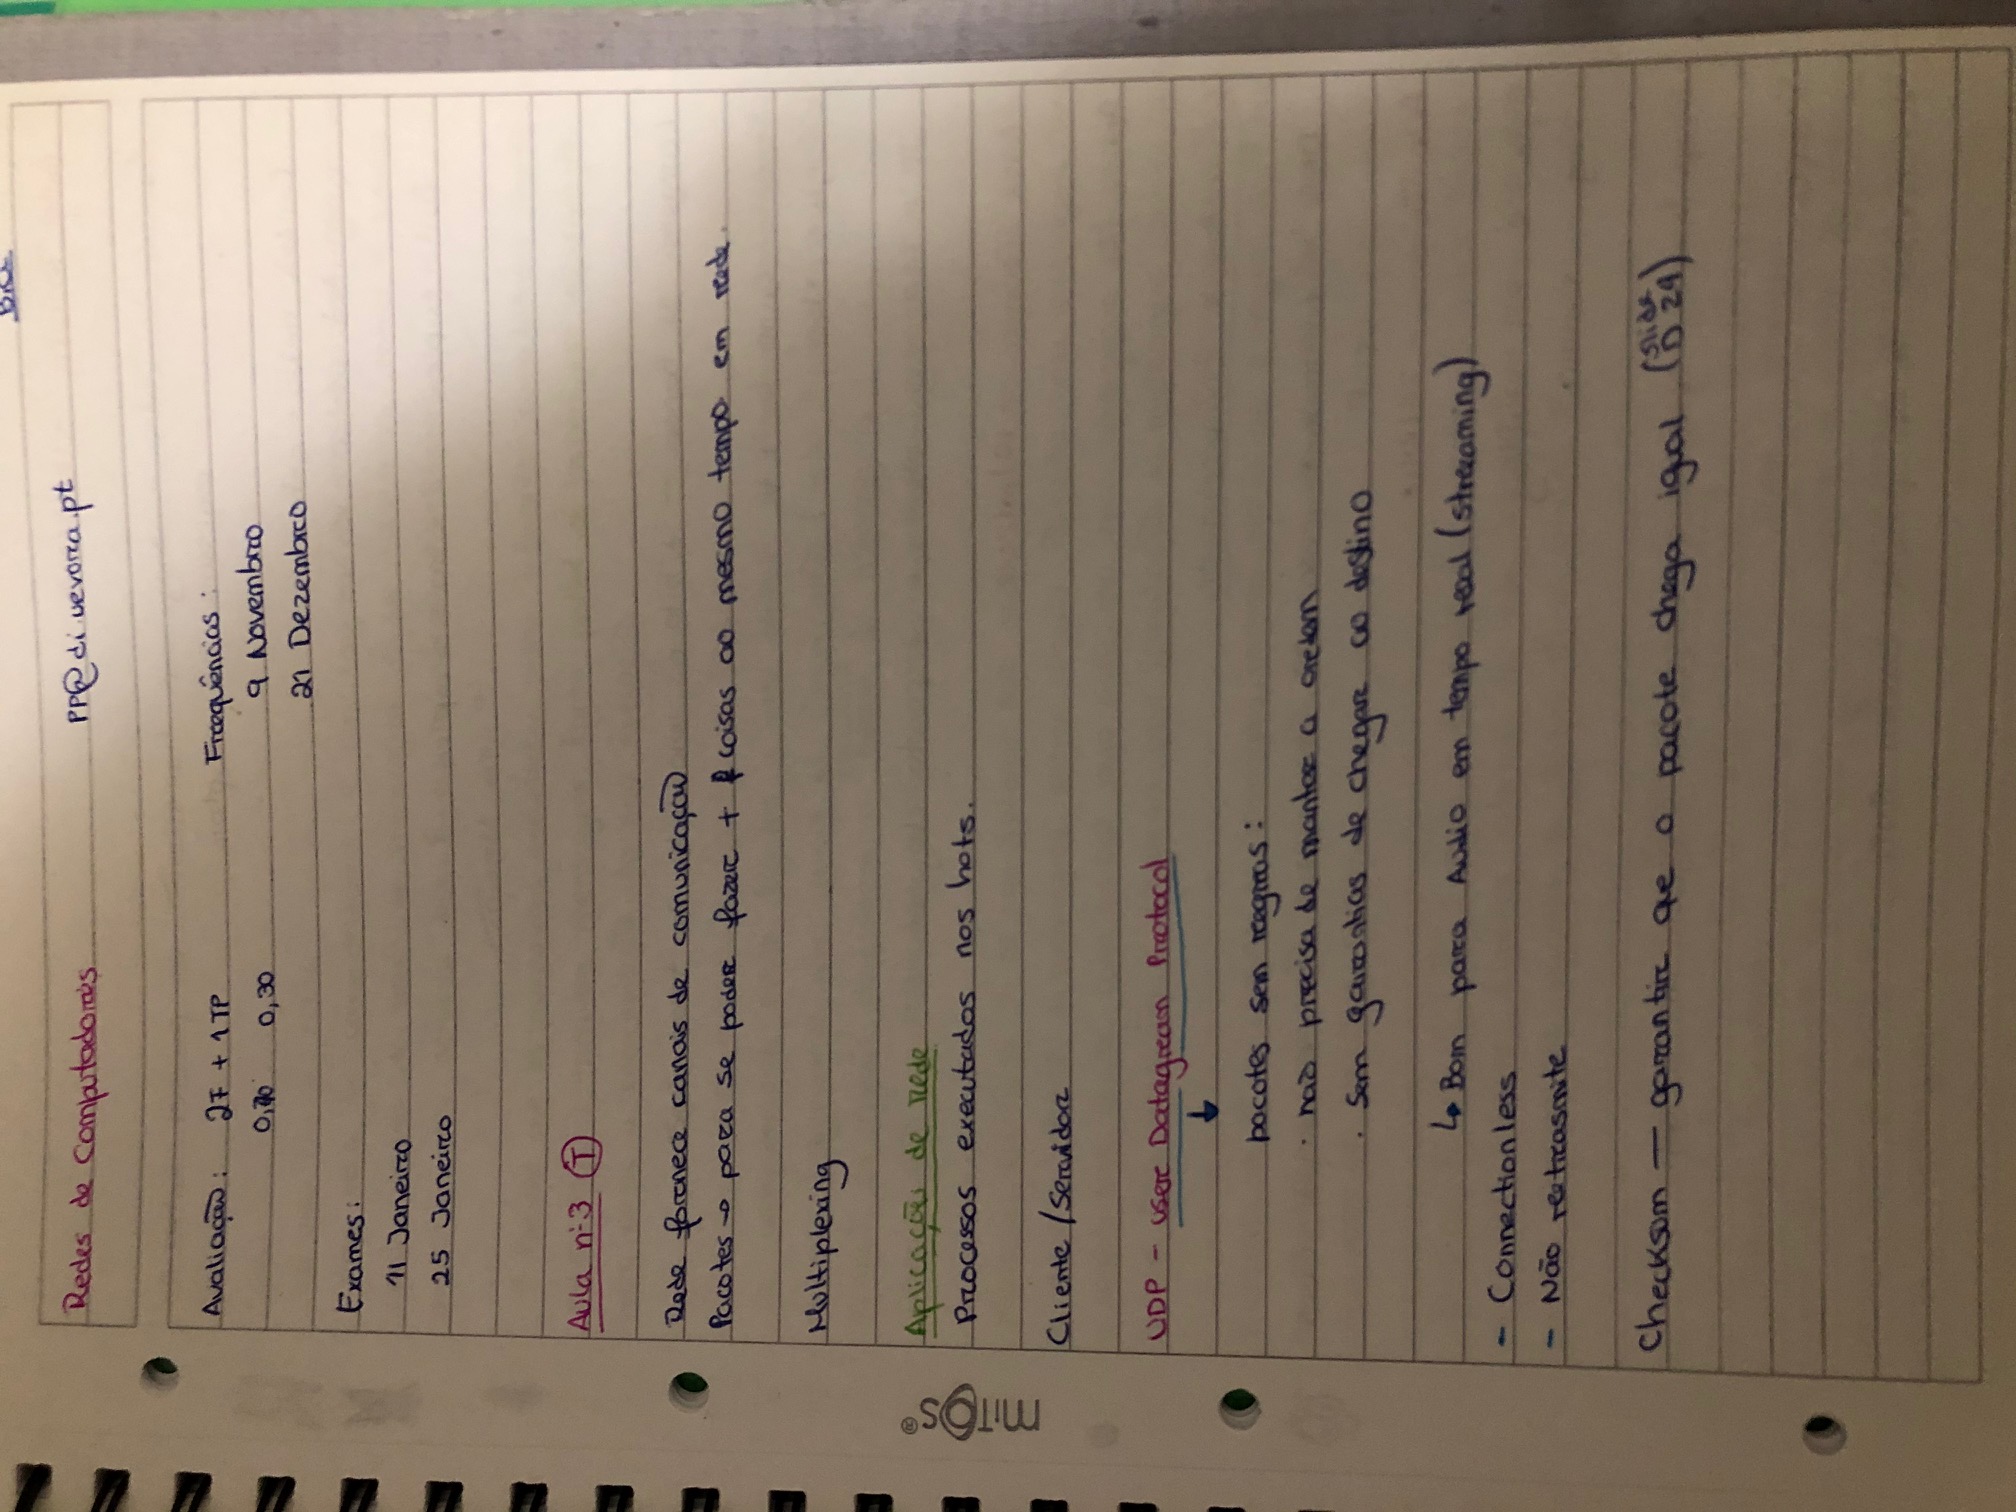 Redes de Computadores
pp@di.uevora.pt
Avaliação: 2F + 1TP
0,70 0,30
Frequências:
9 Novembro
21 Dezembro
Exames:
11 Janeiro
25 Janeiro
Aula nº3 (T)
Rede fornece canais de comunicação
Pacotes → para se poder fazer + coisas ao mesmo tempo em rede.
Multiplexing
Aplicações de rede
Processos executados nos hots.
miTOS®
Cliente / Servidor
UDP - User Datagram Protocol
↓
pacotes sem regras:
· não precisa de manter a ordem
· Sem garantias de chegar ao destino
↳ Bom para Audio em tempo real (streaming)
- Connectionless
- Não retrasmite
Checksum — garantir que o pacote chega igual (slide D 29)